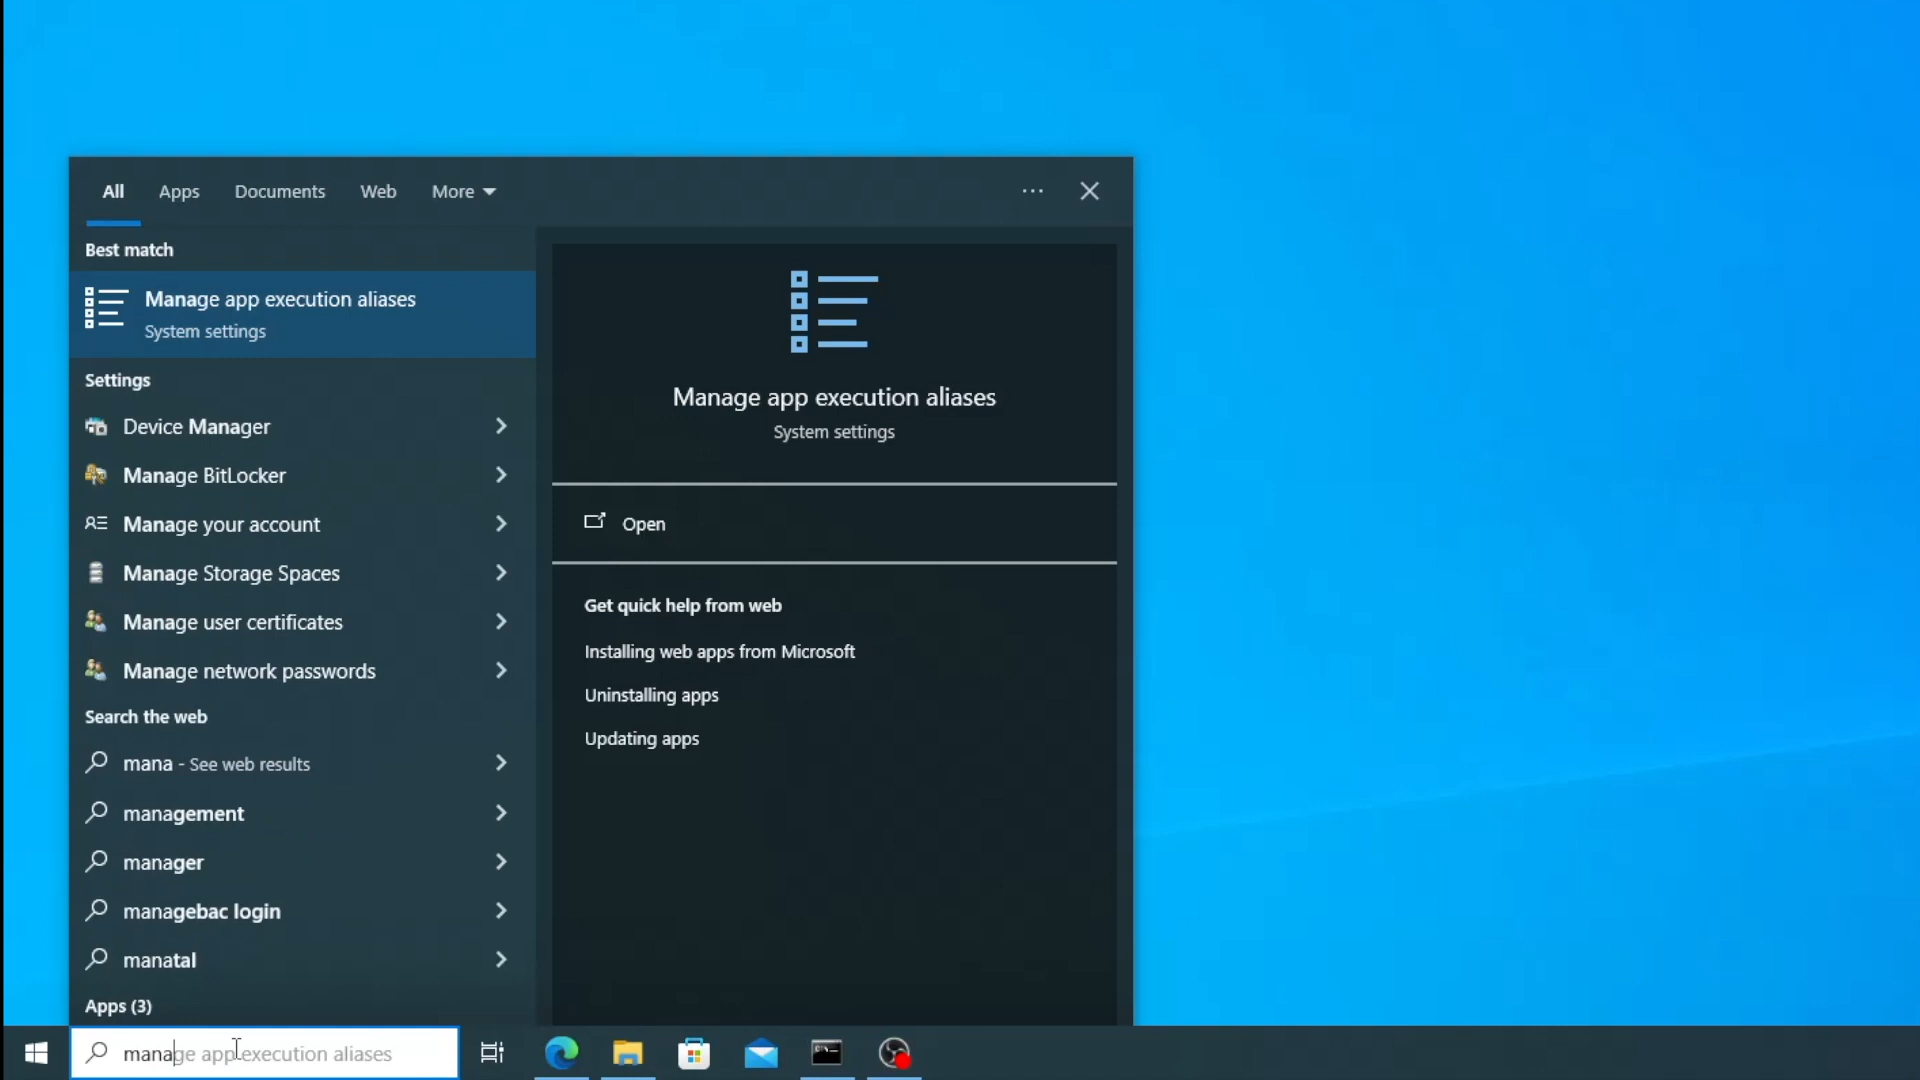 All Apps Documents Web More
Best match
Manage app execution aliases
System settings
Settings
Device Manager
Manage BitLocker
Manage your account
Manage Storage Spaces
Manage user certificates
Manage network passwords
Search the web
mana - See web results
management
manager
managebac login
manatal
Apps (3)
Manage app execution aliases
System settings
Open
Get quick help from web
Installing web apps from Microsoft
Uninstalling apps
Updating apps
manage app execution aliases